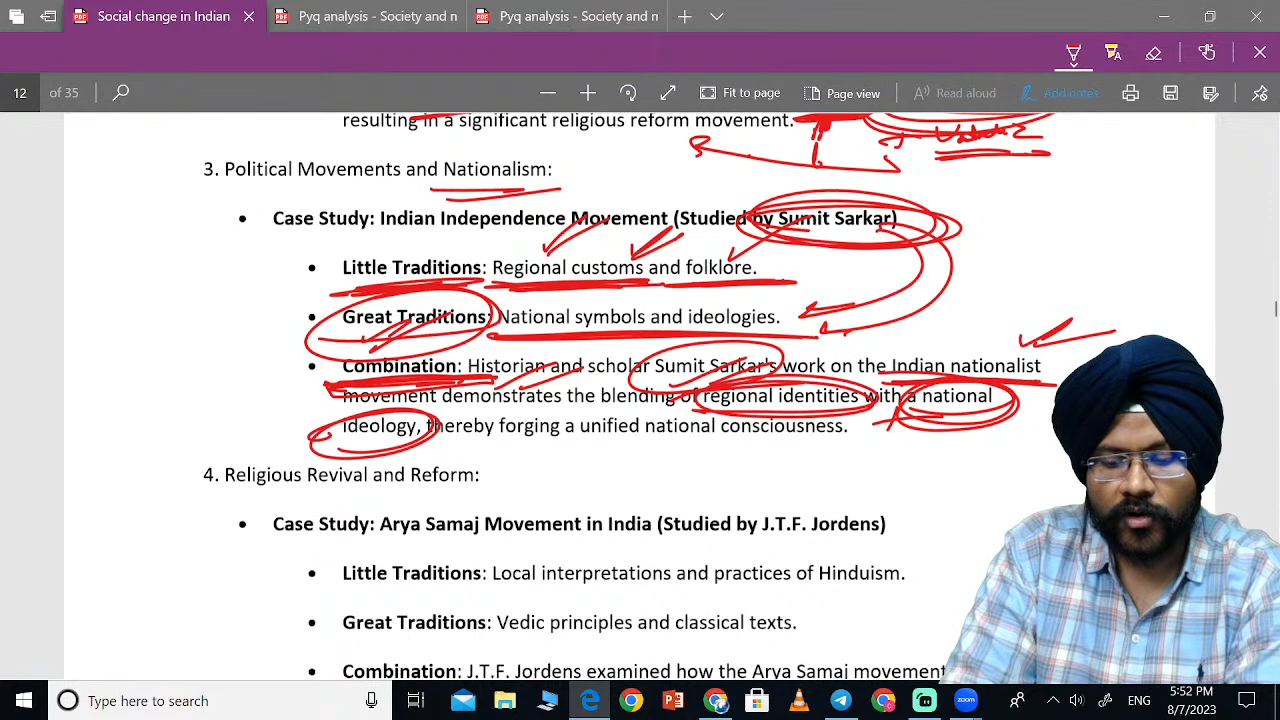 Social change in Indian
Pyq analysis - Society and n
Pyq analysis - Society and n
12 of 35
Fit to page
Page view
Read aloud
Add notes
resulting in a significant religious reform movement.
3. Political Movements and Nationalism:
• Case Study: Indian Independence Movement (Studied by Sumit Sarkar)
• Little Traditions: Regional customs and folklore.
• Great Traditions: National symbols and ideologies.
• Combination: Historian and scholar Sumit Sarkar's work on the Indian nationalist
movement demonstrates the blending of regional identities with a national
ideology, thereby forging a unified national consciousness.
4. Religious Revival and Reform:
• Case Study: Arya Samaj Movement in India (Studied by J.T.F. Jordens)
• Little Traditions: Local interpretations and practices of Hinduism.
• Great Traditions: Vedic principles and classical texts.
• Combination: J.T.F. Jordens examined how the Arya Samaj movement
Type here to search
zoom
ENG
5:52 PM
8/7/2023